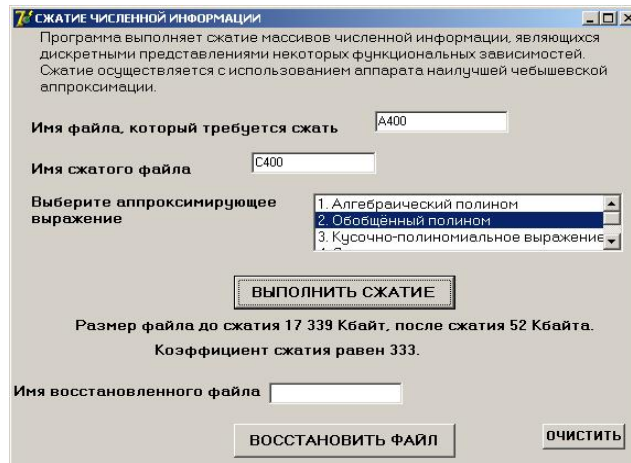 СЖАТИЕ ЧИСЛЕННОЙ ИНФОРМАЦИИ
Программа выполняет сжатие массивов численной информации, являющихся
дискретными представлениями некоторых функциональных зависимостей.
Сжатие осуществляется с использованием аппарата наилучшей чебышевской
аппроксимации.
Имя файла, который требуется сжать
A400
Имя сжатого файла
C400
Выберите аппроксимирующее
выражение
1. Алгебраический полином
2. Обобщённый полином
3. Кусочно-полиномиальное выражение
ВЫПОЛНИТЬ СЖАТИЕ
Размер файла до сжатия 17 339 Кбайт, после сжатия 52 Кбайта.
Коэффициент сжатия равен 333.
Имя восстановленного файла
ВОССТАНОВИТЬ ФАЙЛ
ОЧИСТИТЬ